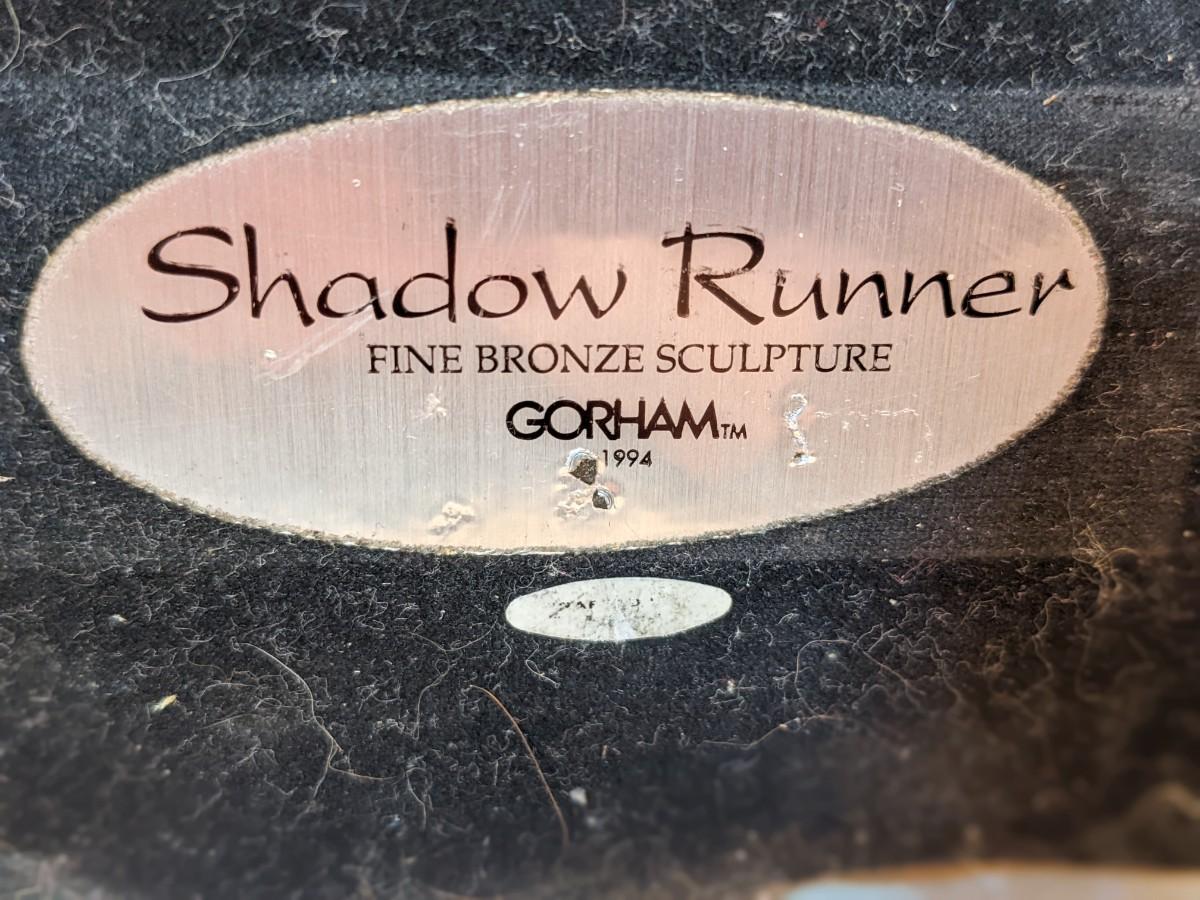 Shadow Runner
FINE BRONZE SCULPTURE
GORHAM™
1994